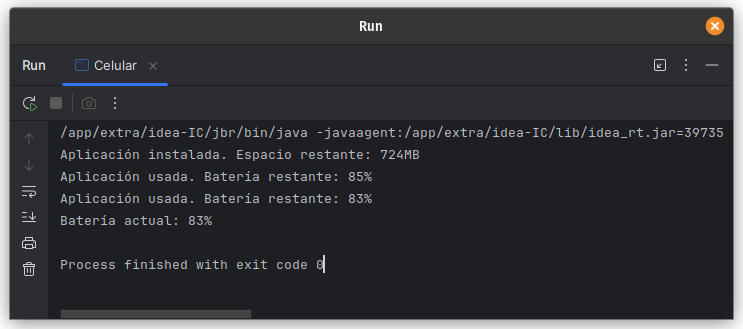 Run
Run
Celular
/app/extra/idea-IC/jbr/bin/java -javaagent:/app/extra/idea-IC/lib/idea_rt.jar=39735
Aplicación instalada. Espacio restante: 724MB
Aplicación usada. Batería restante: 85%
Aplicación usada. Batería restante: 83%
Batería actual: 83%
Process finished with exit code 0